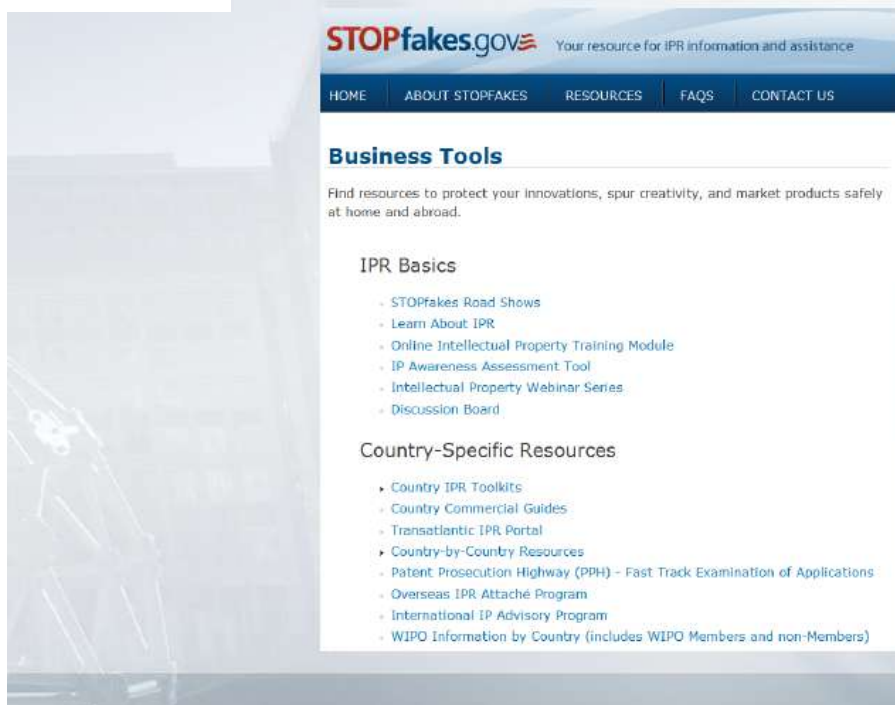 STOPfakes.gov Your resource for IPR information and assistance
HOME ABOUT STOPFAKES RESOURCES FAQS CONTACT US
Business Tools
Find resources to protect your innovations, spur creativity, and market products safely
at home and abroad.
IPR Basics
STOPfakes Road Shows
Learn About IPR
Online Intellectual Property Training Module
IP Awareness Assessment Tool
Intellectual Property Webinar Series
Discussion Board
Country-Specific Resources
Country IPR Toolkits
Country Commercial Guides
Transatlantic IPR Portal
Country-by-Country Resources
Patent Prosecution Highway (PPH) - Fast Track Examination of Applications
Overseas IPR Attaché Program
International IP Advisory Program
WIPO Information by Country (includes WIPO Members and non-Members)